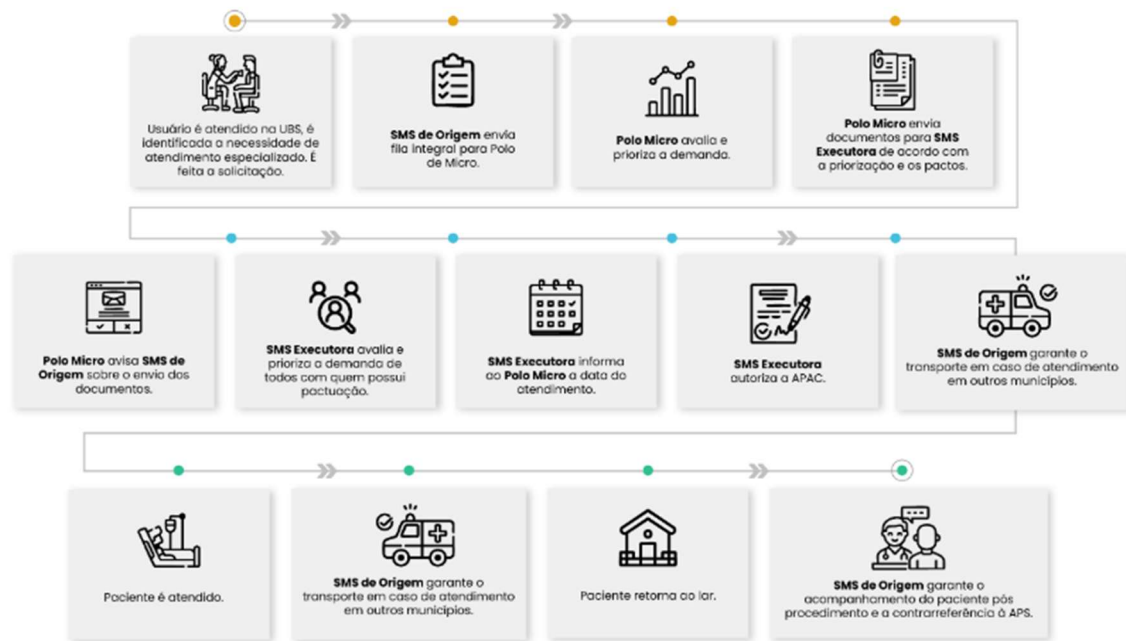 Usuário é atendido na UBS, é
identificada a necessidade de
atendimento especializado. É
feita a solicitação.
SMS de Origem envia
fila integral para Polo
de Micro.
Polo Micro avalia e
prioriza a demanda.
Polo Micro envia
documentos para SMS
Executora de acordo com
a priorização e os pactos.
Polo Micro avisa SMS de
Origem sobre o envio dos
documentos.
SMS Executora avalia e
prioriza a demanda de
todos com quem possui
pactuação.
SMS Executora informa
ao Polo Micro a data do
atendimento.
SMS Executora
autoriza a APAC.
SMS de Origem garante o
transporte em caso de atendimento
em outros municípios.
Paciente é atendido.
SMS de Origem garante o
transporte em caso de atendimento
em outros municípios.
Paciente retorna ao lar.
SMS de Origem garante o
acompanhamento do paciente pós
procedimento e a contrarreferência à APS.